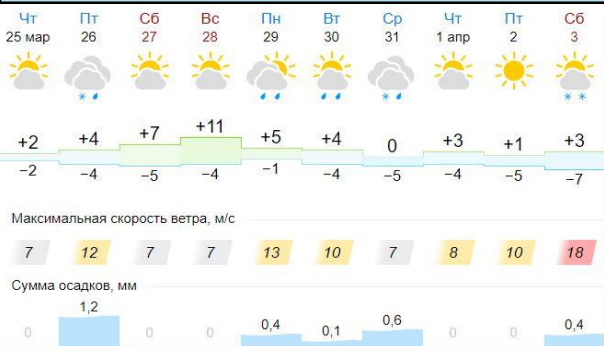 Чт Пт Сб Вс Пн Вт Ср Чт Пт Сб
25 мар 26 27 28 29 30 31 1 апр 2 3
+2 +4 +7 +11 +5 +4 0 +3 +1 +3
−2 −4 −5 −4 −1 −4 −5 −4 −5 −7
Максимальная скорость ветра, м/с
7 12 7 7 13 10 7 8 10 18
Сумма осадков, мм
0 1,2 0 0 0,4 0,1 0,6 0 0 0,4